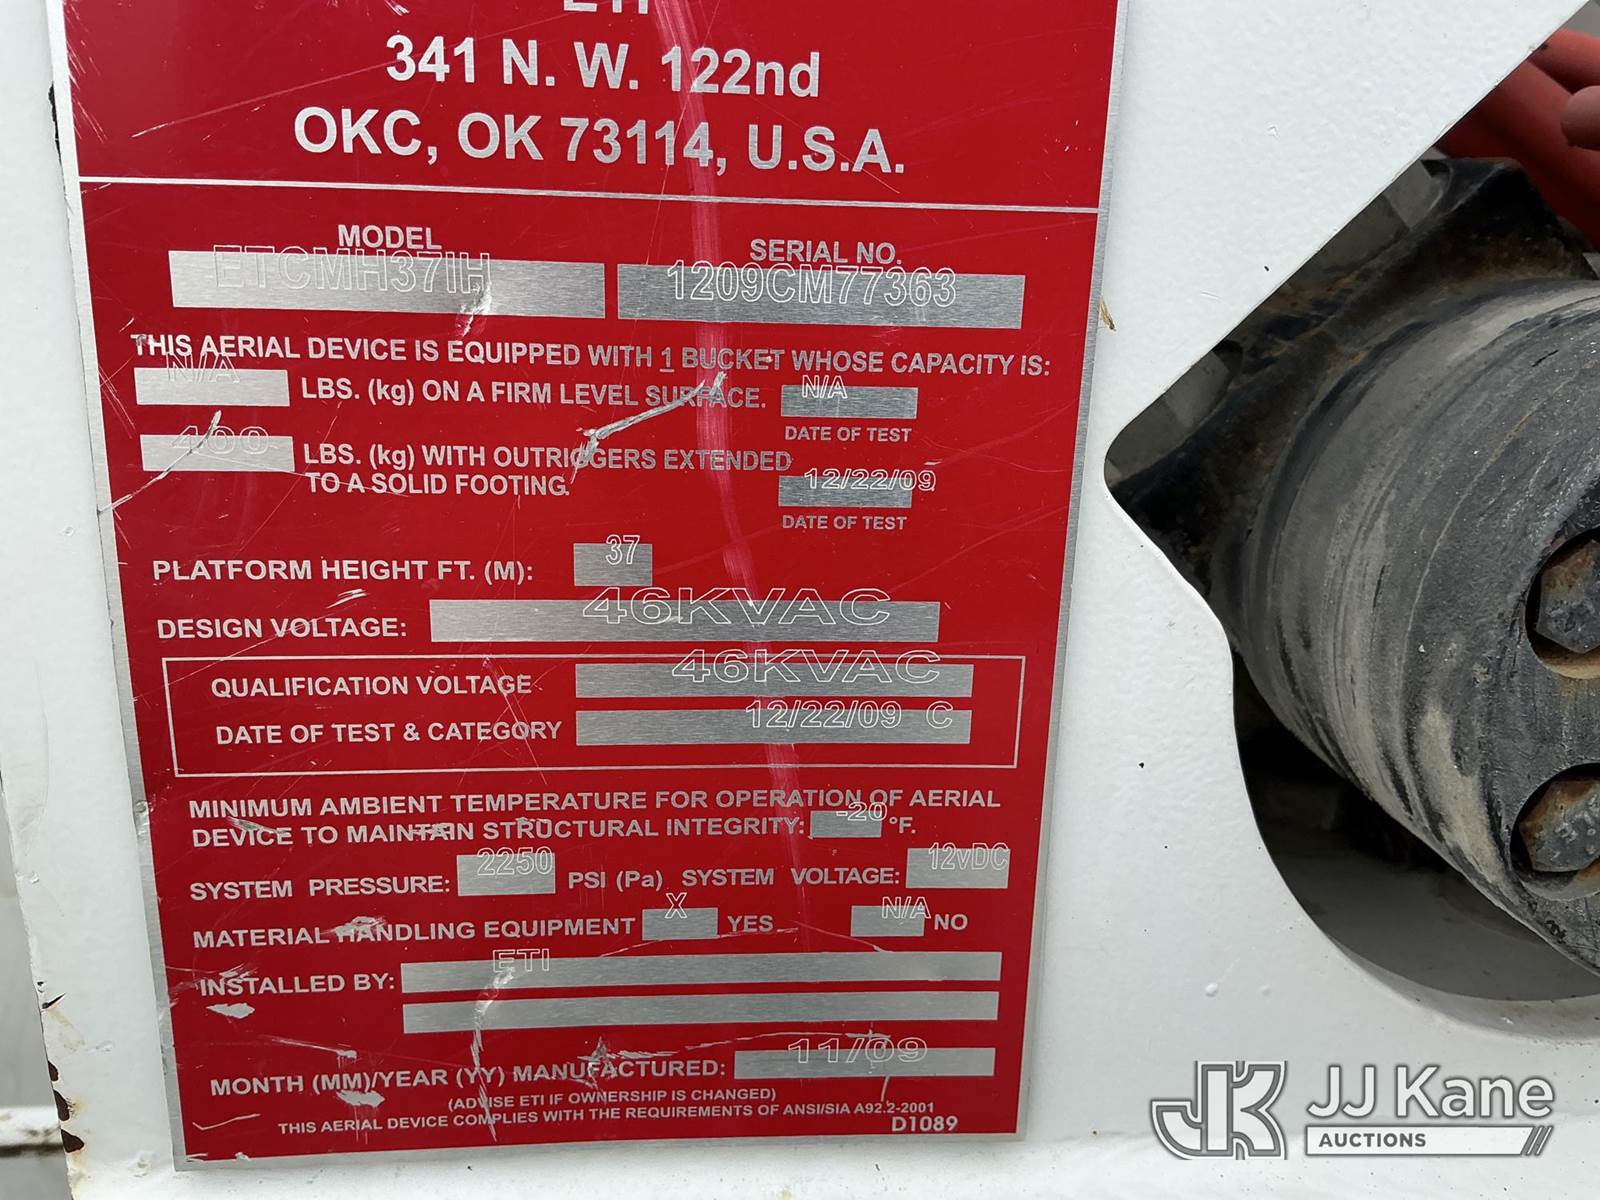 ETI
341 N. W. 122nd
OKC, OK 73114, U.S.A.
MODEL SERIAL NO.
ETCMH37IH 1209CM77363
THIS AERIAL DEVICE IS EQUIPPED WITH 1 BUCKET WHOSE CAPACITY IS:
N/A LBS. (kg) ON A FIRM LEVEL SURFACE. N/A
DATE OF TEST
400 LBS. (kg) WITH OUTRIGGERS EXTENDED
TO A SOLID FOOTING. 12/22/09
DATE OF TEST
PLATFORM HEIGHT FT. (M): 37
DESIGN VOLTAGE: 46KVAC
QUALIFICATION VOLTAGE 46KVAC
DATE OF TEST & CATEGORY 12/22/09 C
MINIMUM AMBIENT TEMPERATURE FOR OPERATION OF AERIAL
DEVICE TO MAINTAIN STRUCTURAL INTEGRITY: -20 °F.
SYSTEM PRESSURE: 2250 PSI (Pa) SYSTEM VOLTAGE: 12vDC
MATERIAL HANDLING EQUIPMENT X YES N/A NO
INSTALLED BY: ETI
MONTH (MM)/YEAR (YY) MANUFACTURED: 11/09
(ADVISE ETI IF OWNERSHIP IS CHANGED)
THIS AERIAL DEVICE COMPLIES WITH THE REQUIREMENTS OF ANSI/SIA A92.2-2001
D1089
JK JJ Kane
AUCTIONS